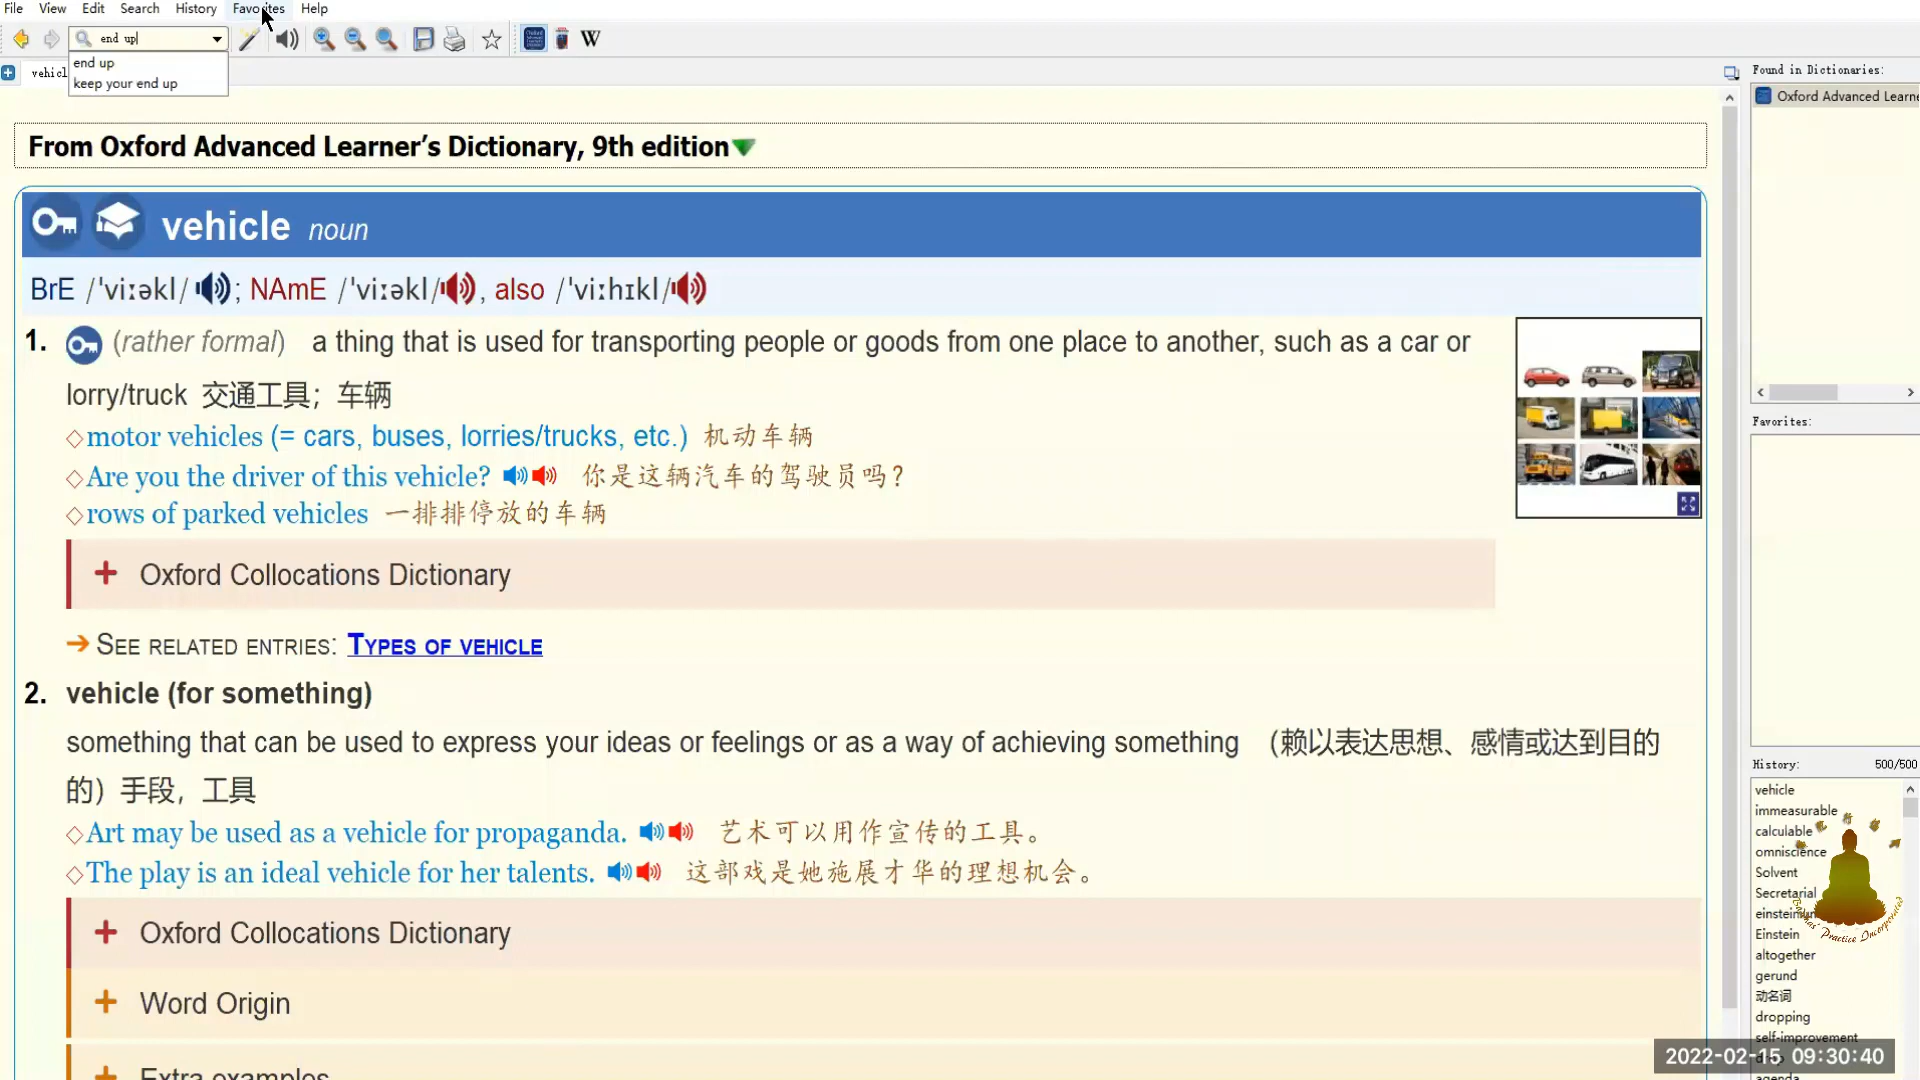 File View Edit Search History Favorites Help
end up
W
end up
keep your end up
vehicl
Found in Dictionaries:
Oxford Advanced Learne
From Oxford Advanced Learner's Dictionary, 9th edition
vehicle noun
BrE /ˈviːəkl/ ; NAmE /ˈviːəkl/ , also /ˈviːhɪkl/
1. (rather formal) a thing that is used for transporting people or goods from one place to another, such as a car or
lorry/truck 交通工具；车辆
◇motor vehicles (= cars, buses, lorries/trucks, etc.) 机动车辆
◇Are you the driver of this vehicle? 你是这辆汽车的驾驶员吗？
◇rows of parked vehicles 一排排停放的车辆
+ Oxford Collocations Dictionary
➔ SEE RELATED ENTRIES: TYPES OF VEHICLE
2. vehicle (for something)
something that can be used to express your ideas or feelings or as a way of achieving something （赖以表达思想、感情或达到目的
的）手段，工具
◇Art may be used as a vehicle for propaganda. 艺术可以用作宣传的工具。
◇The play is an ideal vehicle for her talents. 这部戏是她施展才华的理想机会。
+ Oxford Collocations Dictionary
+ Word Origin
+ Extra examples
Favorites:
History: 500/500
vehicle
immeasurable
calculable
omniscience
Solvent
Secretarial
Einstein
altogether
gerund
动名词
dropping
self-improvement
agenda
Practice Incorporated
2022-02-15 09:30:40